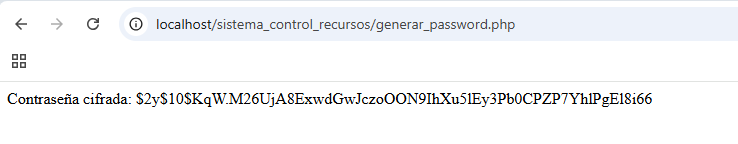 localhost/sistema_control_recursos/generar_password.php
Contraseña cifrada: $2y$10$KqW.M26UjA8ExwdGwJczoOON9IhXu5lEy3Pb0CPZP7YhlPgEl8i66